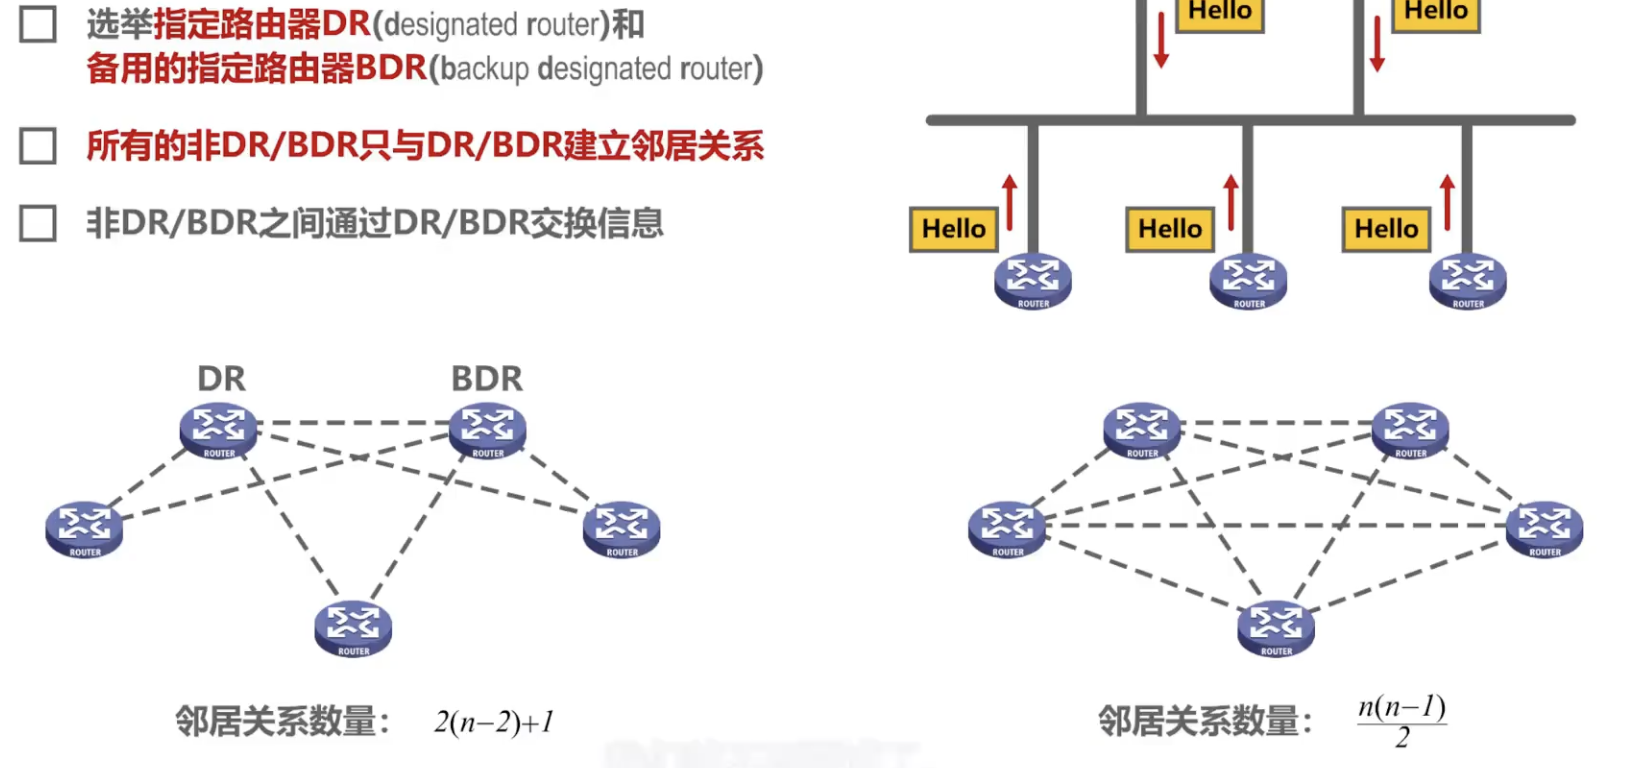 选举指定路由器DR(designated router)和
备用的指定路由器BDR(backup designated router)
所有的非DR/BDR只与DR/BDR建立邻居关系
非DR/BDR之间通过DR/BDR交换信息
Hello
Hello
Hello
Hello
Hello
ROUTER
ROUTER
ROUTER
DR
BDR
ROUTER
ROUTER
ROUTER
ROUTER
ROUTER
邻居关系数量: 2(n-2)+1
ROUTER
ROUTER
ROUTER
ROUTER
ROUTER
邻居关系数量: n(n-1)/2